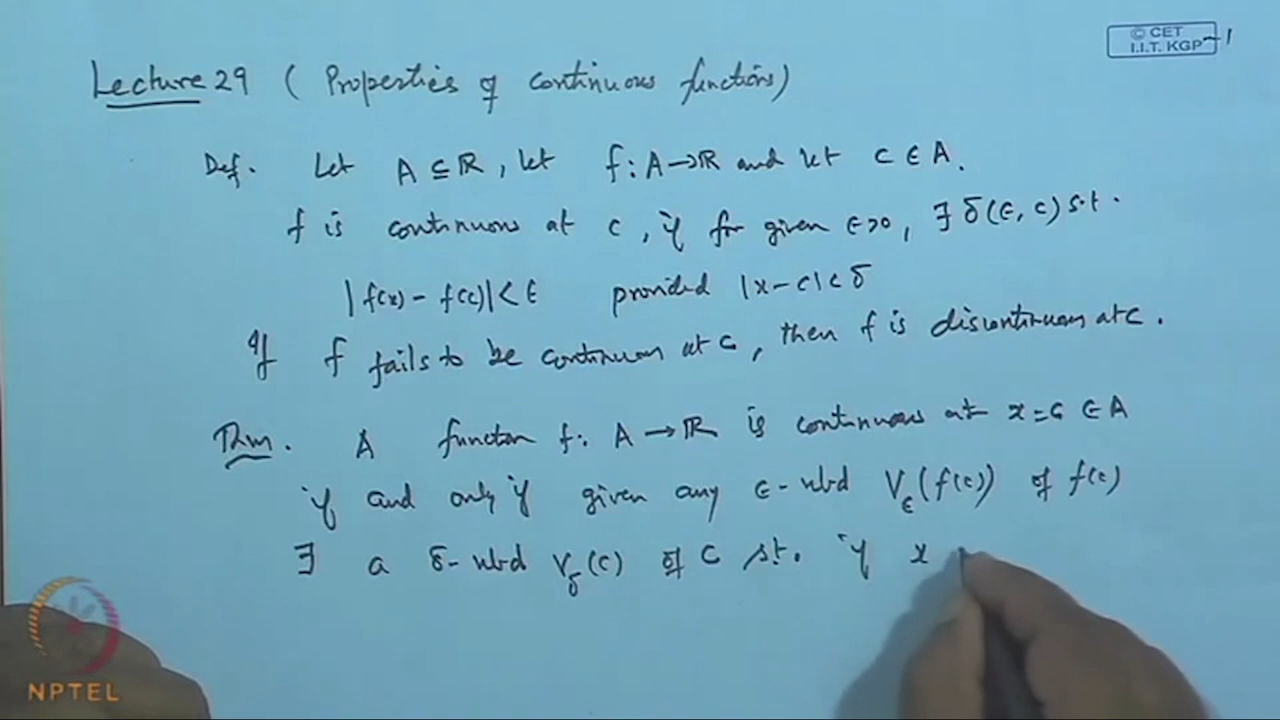 © CET
I.I.T. KGP
1
Lecture 29 ( Properties of continuous functions)
Def. Let A ⊆ ℝ, let f: A→ℝ and let c ∈ A.
f is continuous at c, if for given ϵ>0, ∃ δ(ϵ, c) s.t.
|f(x) - f(c)| < ϵ provided |x - c| < δ
If f fails to be continuous at c, then f is discontinuous at c.
Thm. A function f: A → ℝ is continuous at x=c ∈ A
if and only if given any ϵ-nbd V_ϵ(f(c)) of f(c)
∃ a δ-nbd V_δ(c) of c st. if x
NPTEL